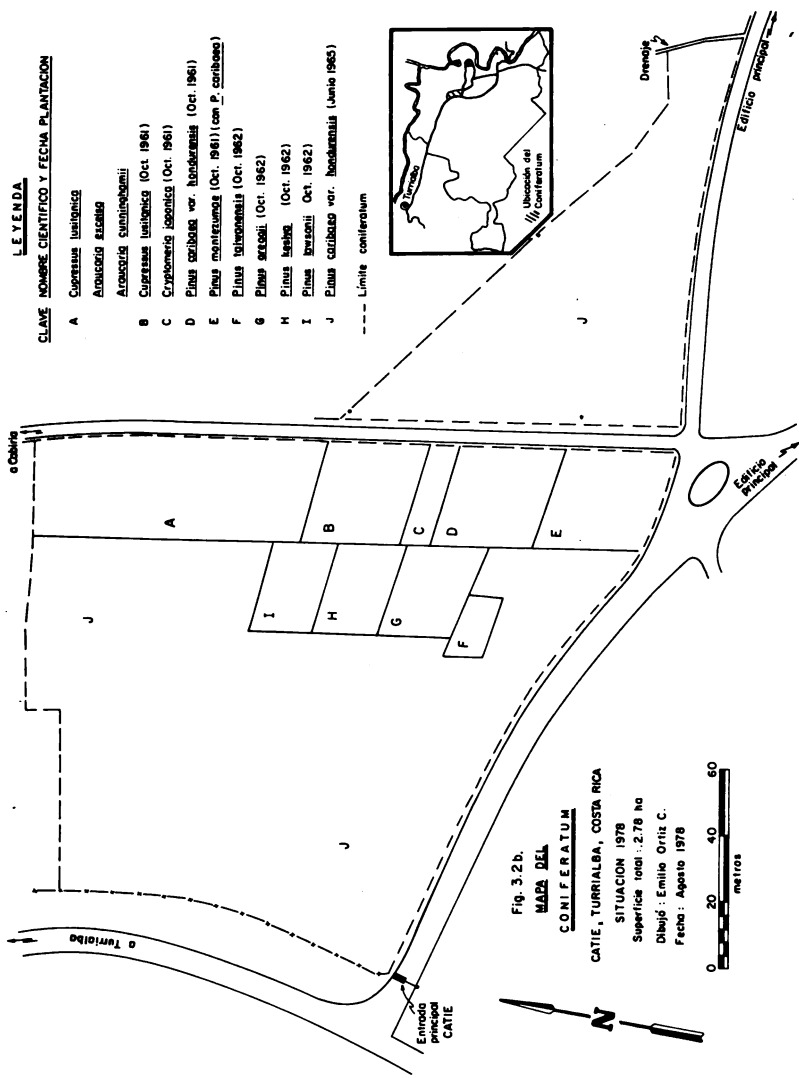 LEYENDA
CLAVE NOMBRE CIENTIFICO Y FECHA PLANTACION
A Cupressus lusitanica
Araucaria excelsa
Araucaria cunninghamii
B Cupressus lusitanica (Oct. 1961)
C Cryptomeria japonica (Oct. 1961)
D Pinus caribaea var. hondurensis (Oct. 1961)
E Pinus montezumae (Oct. 1961) (con P. caribaea)
F Pinus taiwanensis (Oct. 1962)
G Pinus greggii (Oct. 1962)
H Pinus kesiya (Oct. 1962)
I Pinus lawsonii Oct. 1962)
J Pinus caribaea var. hondurensis (Junio 1965)
---- Límite coniferatum
Turrialba
Ubicación del
Coniferatum
Drenaje
Edificio principal
a Cabiria
A
B
C
D
E
I
H
G
F
J
J
J
Edificio
principal
a Turrialba
Entrada
principal
CATIE
Fig. 3.2b.
MAPA DEL
CONIFERATUM
CATIE, TURRIALBA, COSTA RICA
SITUACION 1978
Superficie total: 2.78 ha
Dibujó: Emilio Ortiz C.
Fecha: Agosto 1978
0 20 40 60
metros
N